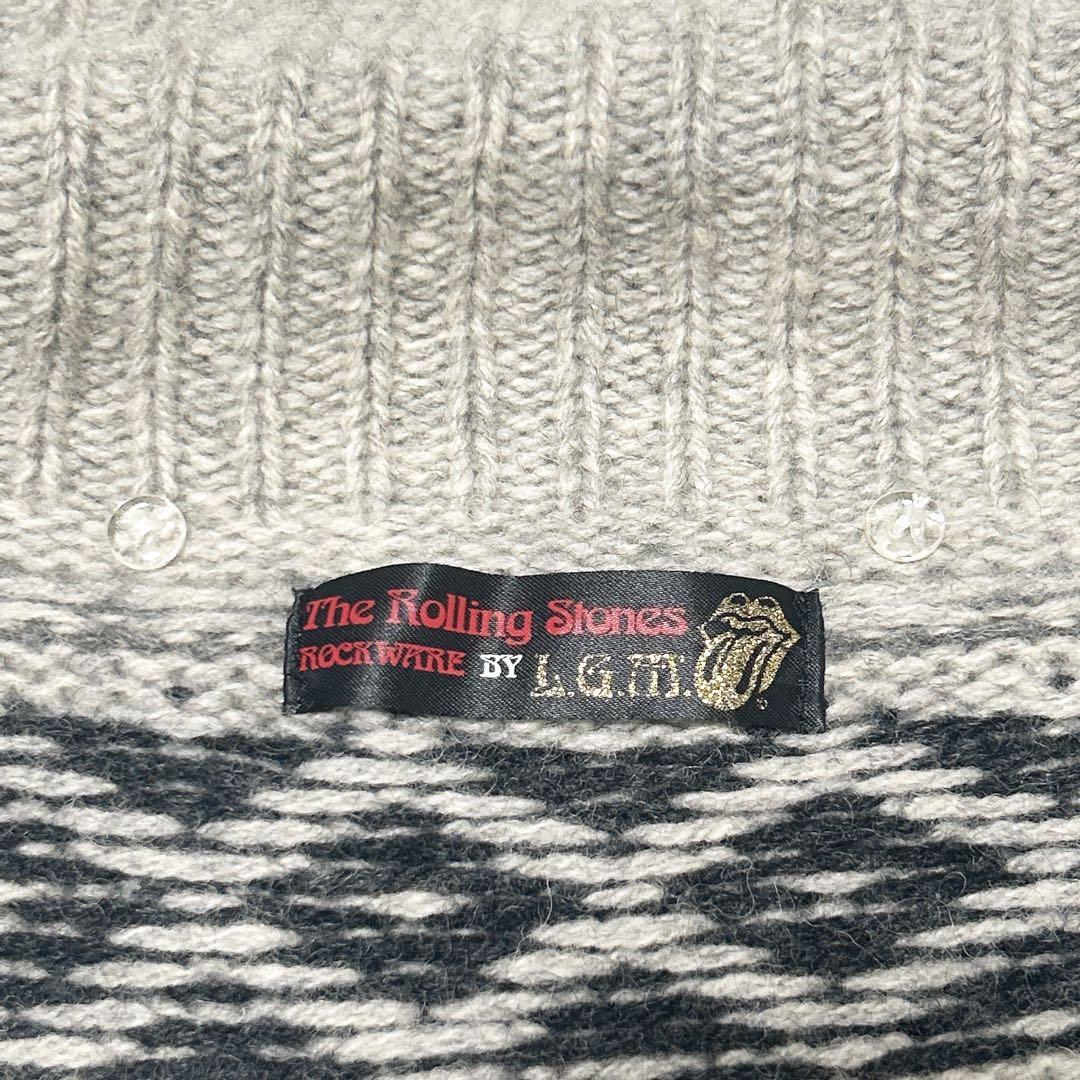 The Rolling Stones
ROCKWARE BY L.G.M.